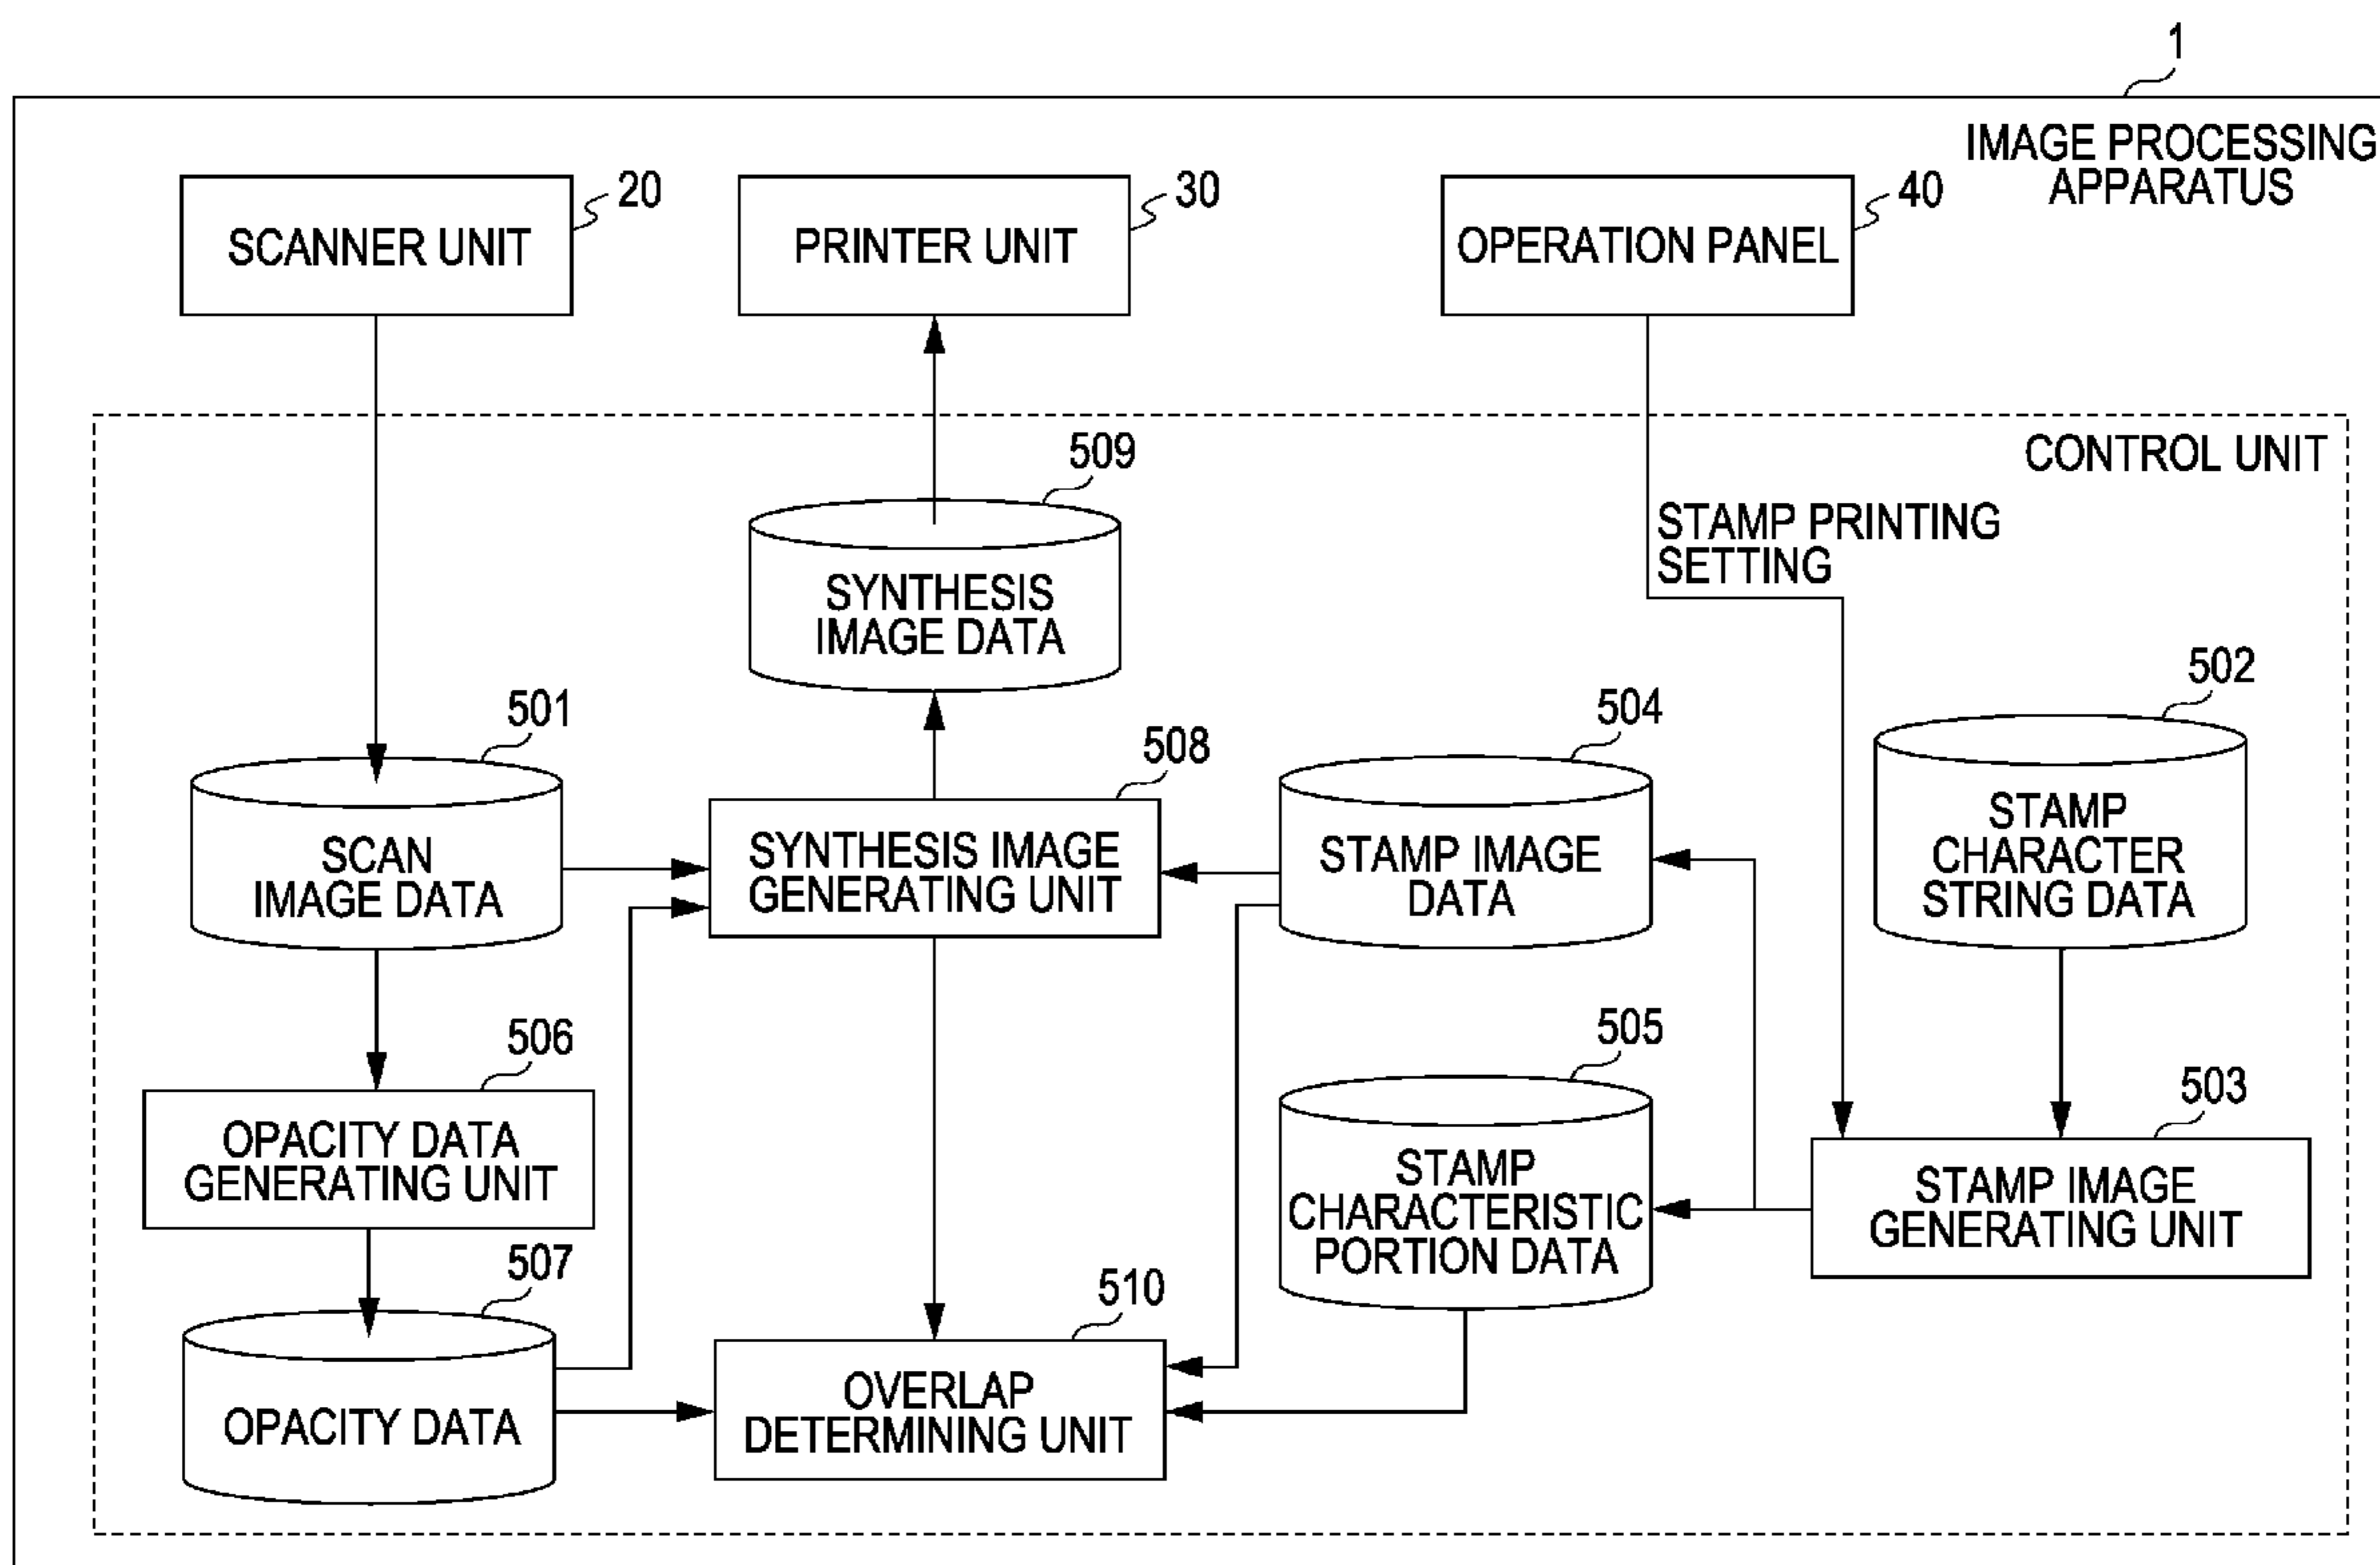 1
IMAGE PROCESSING
APPARATUS
20
SCANNER UNIT
30
PRINTER UNIT
40
OPERATION PANEL
CONTROL UNIT
509
SYNTHESIS
IMAGE DATA
STAMP PRINTING
SETTING
501
SCAN
IMAGE DATA
508
SYNTHESIS IMAGE
GENERATING UNIT
504
STAMP IMAGE
DATA
502
STAMP
CHARACTER
STRING DATA
506
OPACITY DATA
GENERATING UNIT
505
STAMP
CHARACTERISTIC
PORTION DATA
503
STAMP IMAGE
GENERATING UNIT
507
OPACITY DATA
510
OVERLAP
DETERMINING UNIT